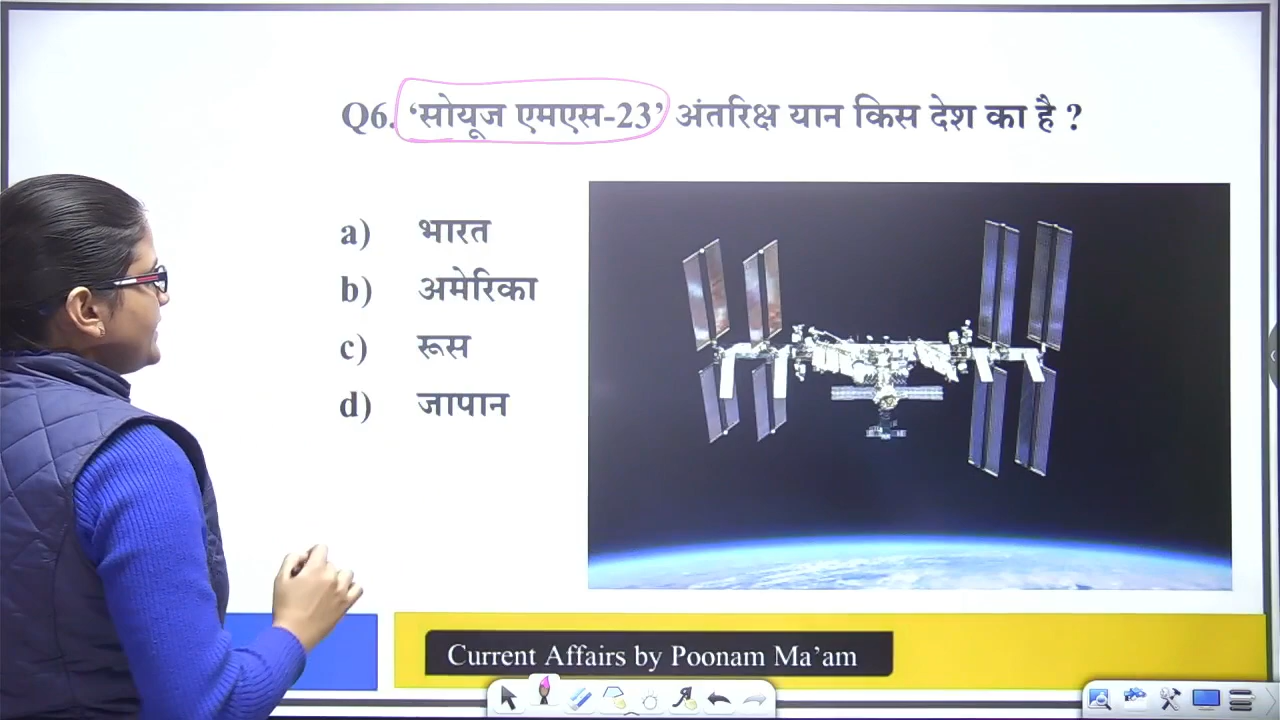 Q6. ‘सोयूज एमएस-23’ अंतरिक्ष यान किस देश का है ?
a) भारत
b) अमेरिका
c) रूस
d) जापान
Current Affairs by Poonam Ma’am